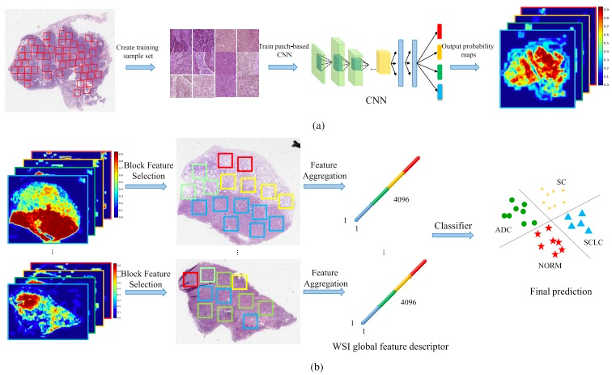 Create training
sample set
Train patch-based
CNN
CNN
Output probability
maps
(a)
Block Feature
Selection
Feature
Aggregation
4096
1
1
Classifier
SC
ADC
SCLC
NORM
Final prediction
Block Feature
Selection
Feature
Aggregation
4096
1
1
WSI global feature descriptor
(b)